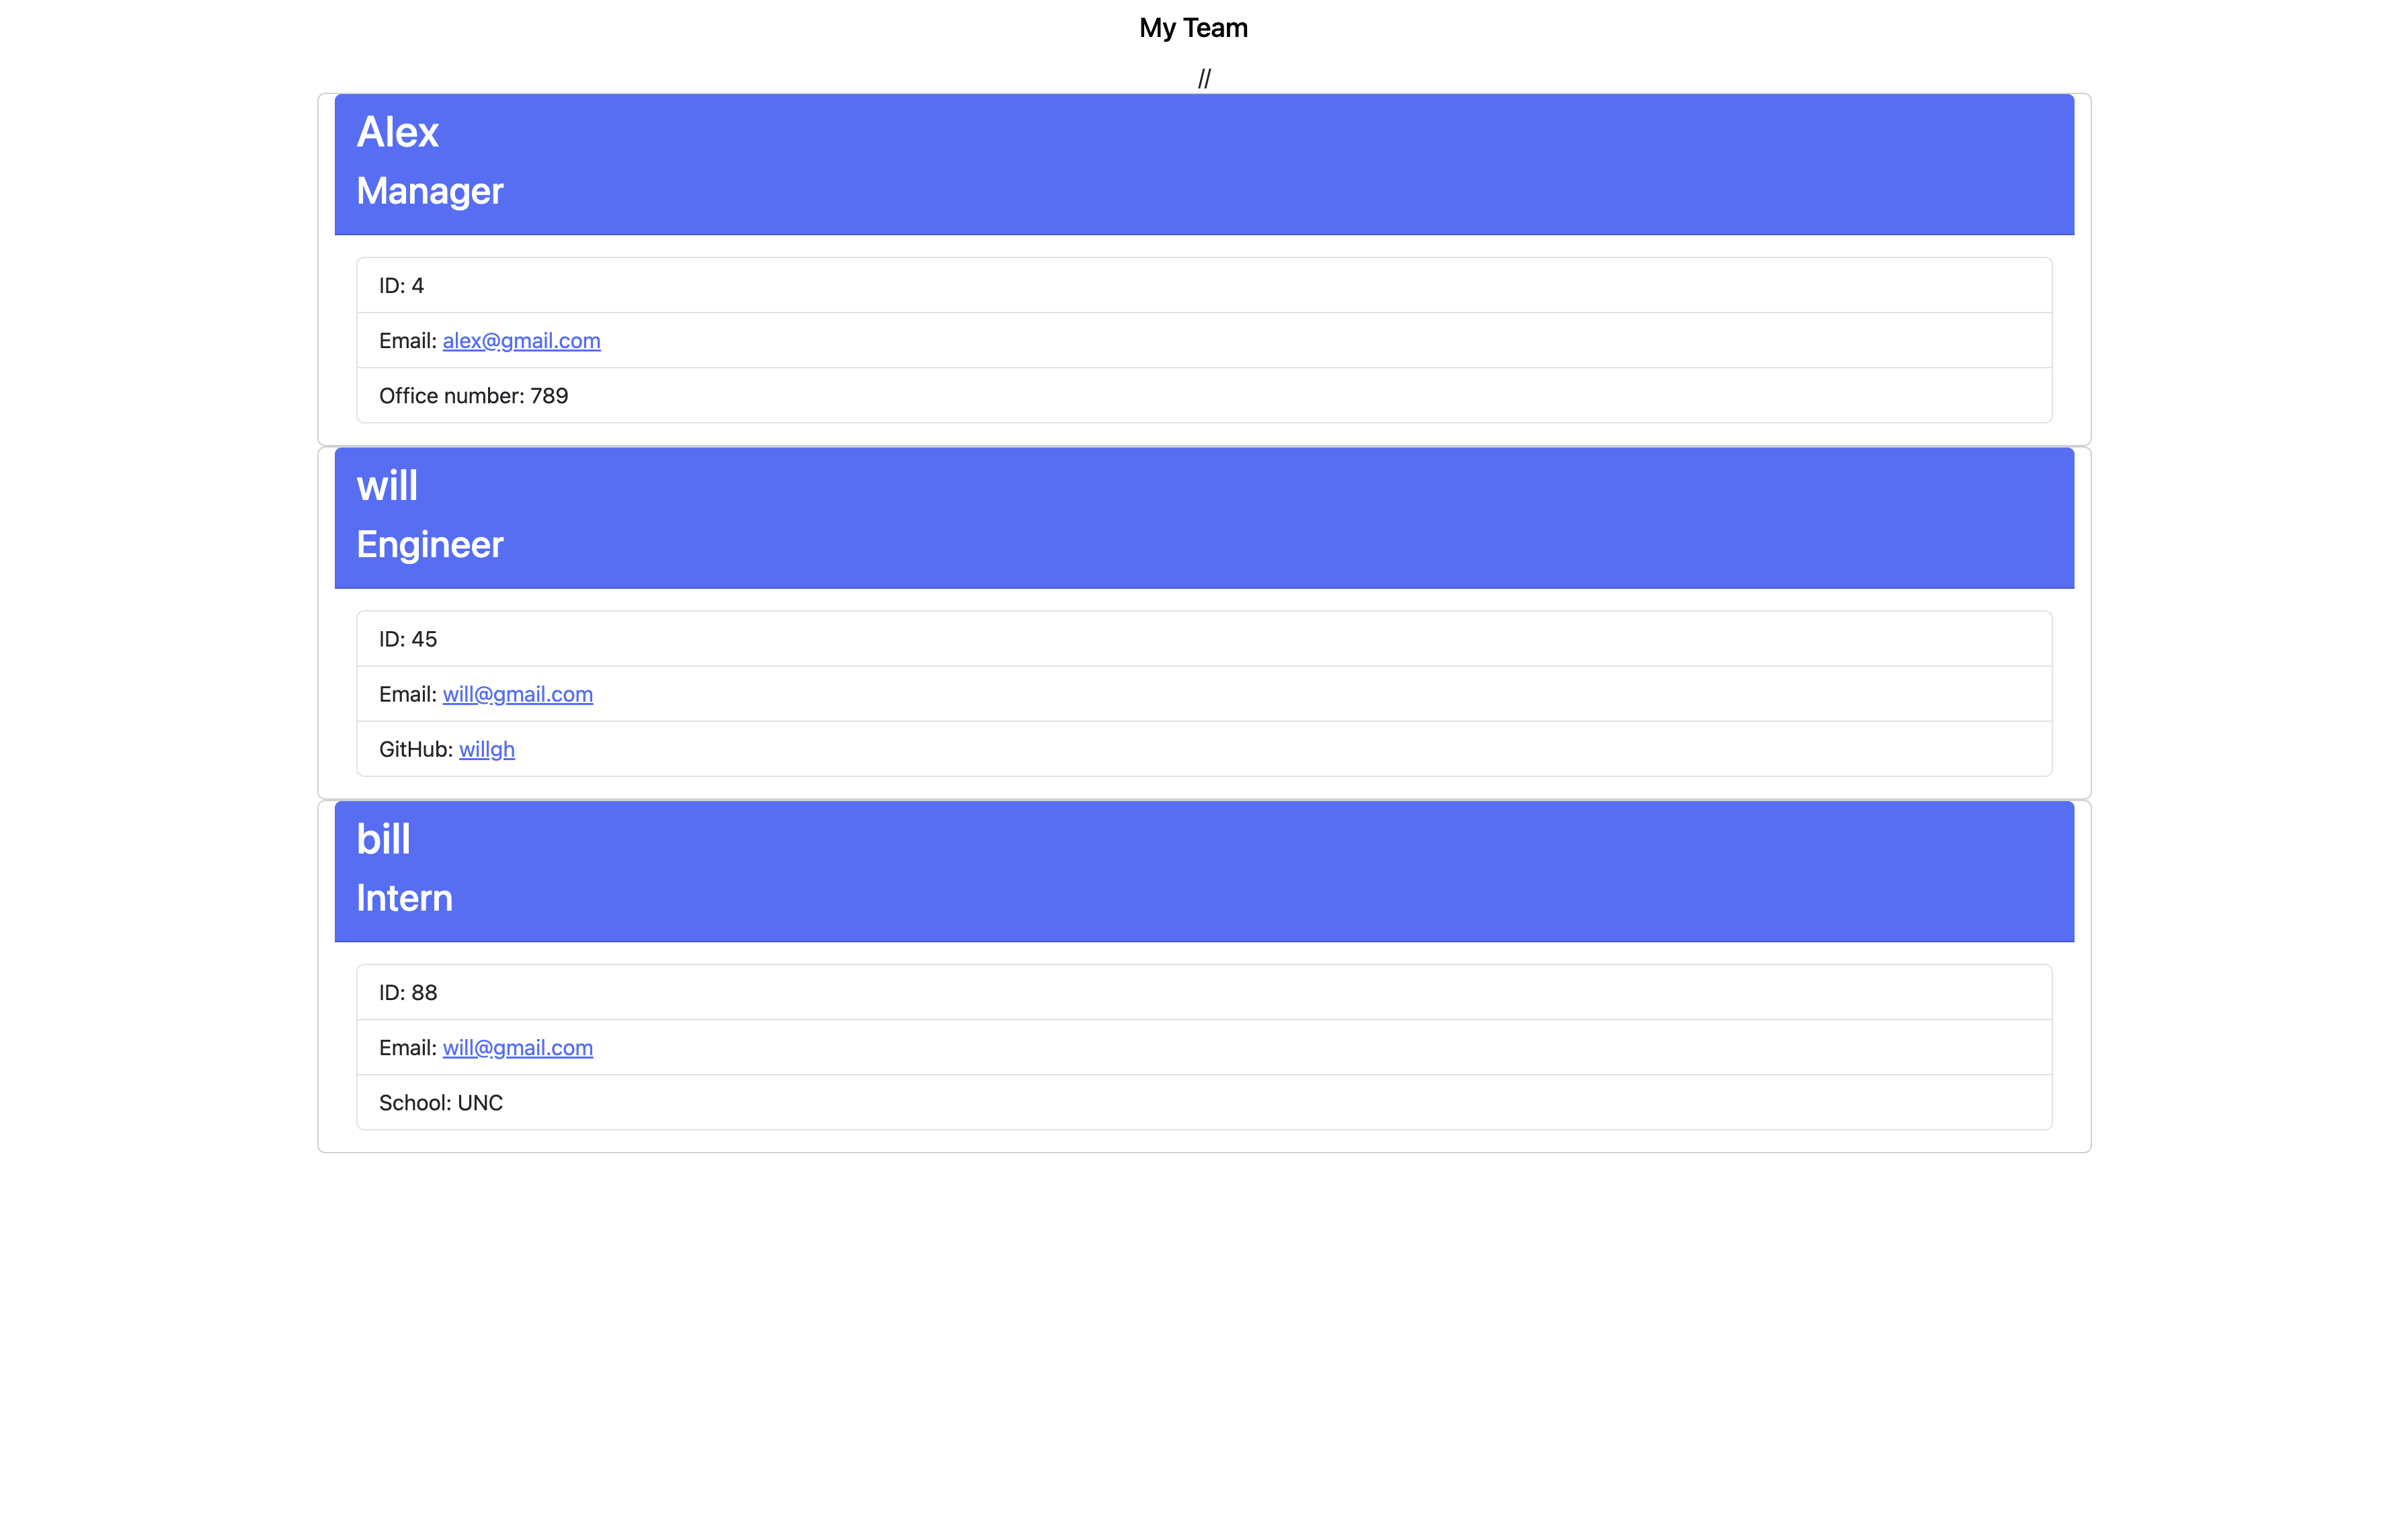 My Team
//
Alex
Manager
ID: 4
Email: alex@gmail.com
Office number: 789
will
Engineer
ID: 45
Email: will@gmail.com
GitHub: willgh
bill
Intern
ID: 88
Email: will@gmail.com
School: UNC